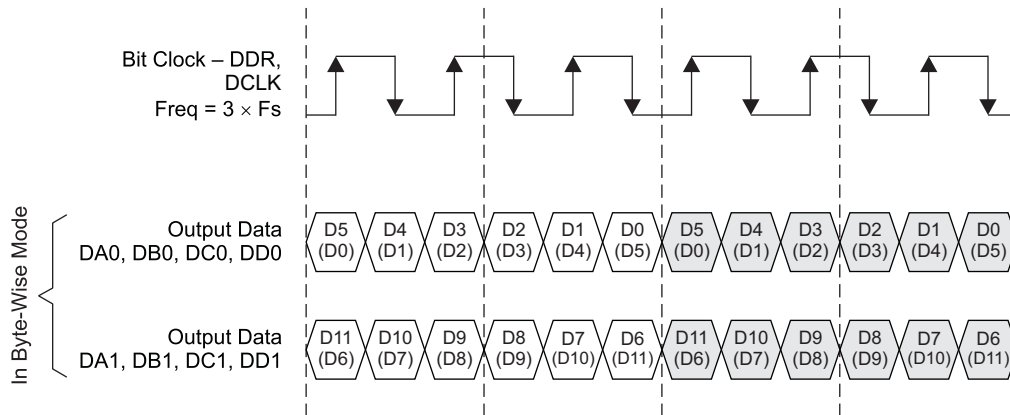 Bit Clock – DDR,
DCLK
Freq = 3 × Fs
In Byte-Wise Mode
Output Data
DA0, DB0, DC0, DD0
D5 D4 D3 D2 D1 D0 D5 D4 D3 D2 D1 D0
(D0) (D1) (D2) (D3) (D4) (D5) (D0) (D1) (D2) (D3) (D4) (D5)
Output Data
DA1, DB1, DC1, DD1
D11 D10 D9 D8 D7 D6 D11 D10 D9 D8 D7 D6
(D6) (D7) (D8) (D9) (D10) (D11) (D6) (D7) (D8) (D9) (D10) (D11)